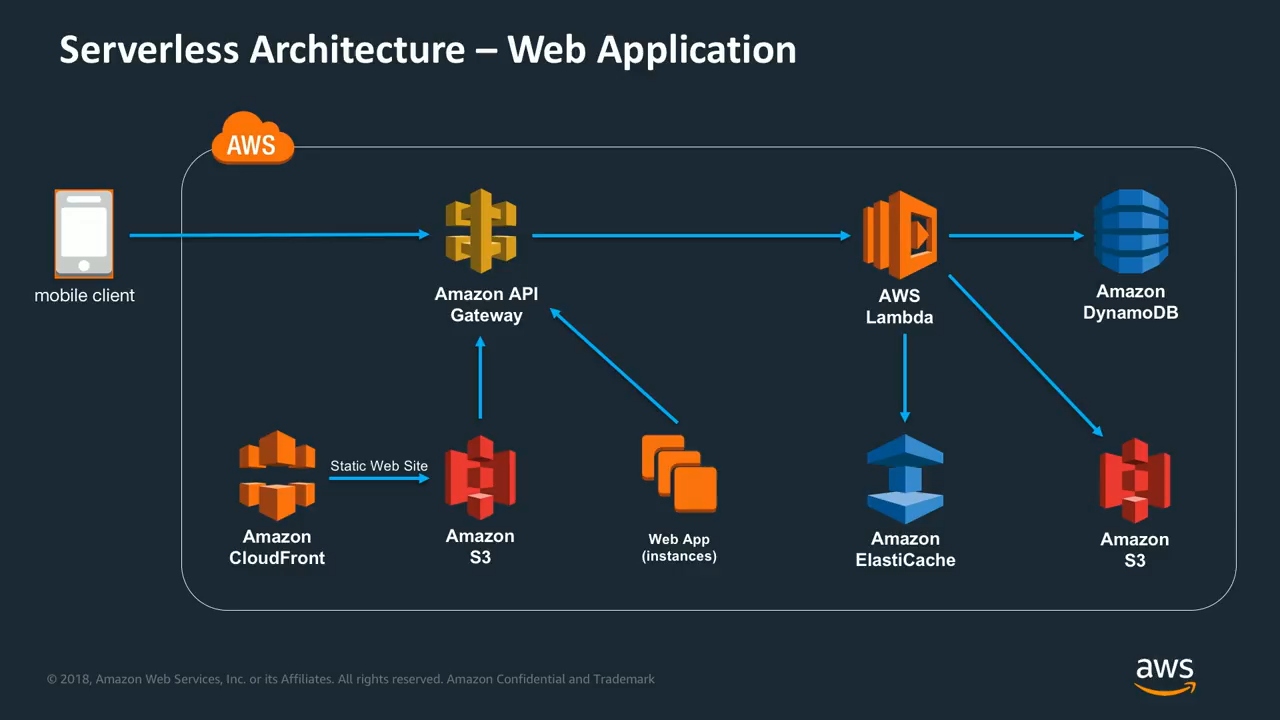 Serverless Architecture – Web Application
AWS
mobile client
Amazon API
Gateway
AWS
Lambda
Amazon
DynamoDB
Static Web Site
Amazon
CloudFront
Amazon
S3
Web App
(instances)
Amazon
ElastiCache
Amazon
S3
© 2018, Amazon Web Services, Inc. or its Affiliates. All rights reserved. Amazon Confidential and Trademark
aws